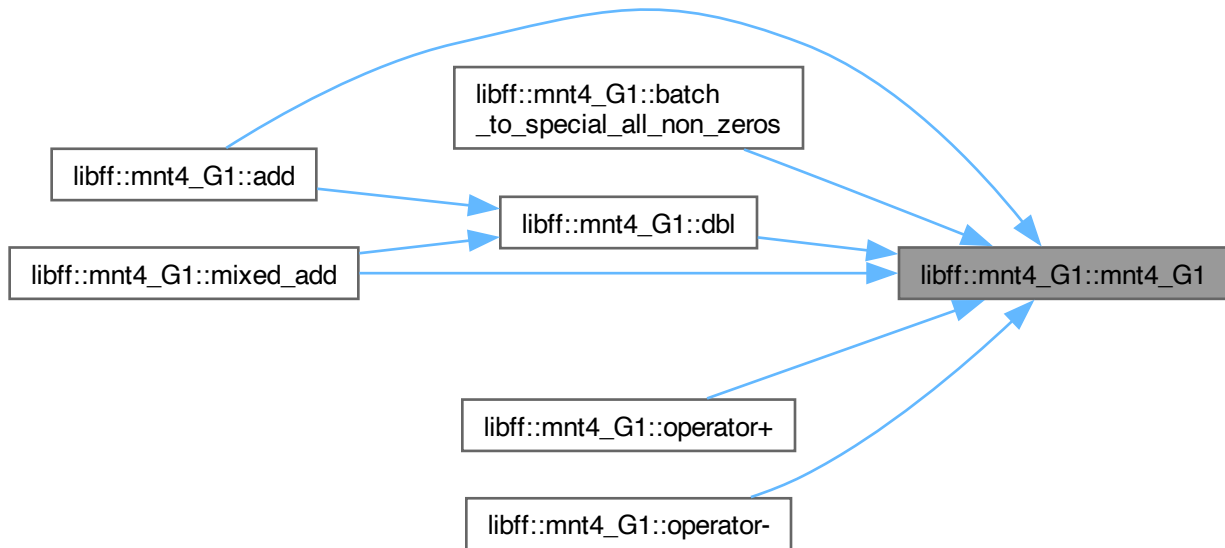 libff::mnt4_G1::batch
_to_special_all_non_zeros
libff::mnt4_G1::add
libff::mnt4_G1::dbl
libff::mnt4_G1::mixed_add
libff::mnt4_G1::mnt4_G1
libff::mnt4_G1::operator+
libff::mnt4_G1::operator-